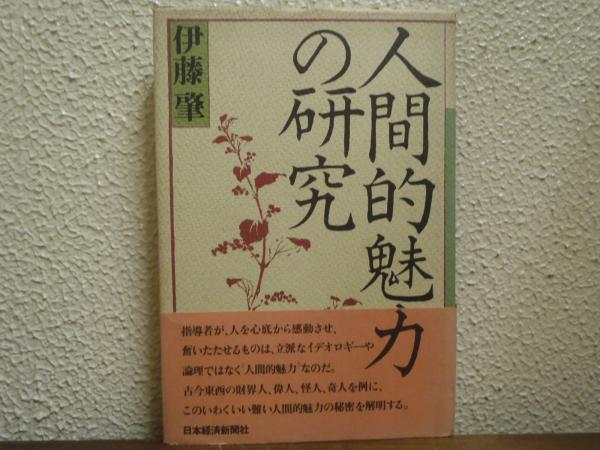 人間的魅力
の研究
伊藤肇
指導者が、人を心底から感動させ、
奮いたたせるものは、立派なイデオロギーや
論理ではなく“人間的魅力”なのだ。
古今東西の財界人、偉人、怪人、奇人を例に、
このいわくいい難い人間的魅力の秘密を解明する。
日本経済新聞社